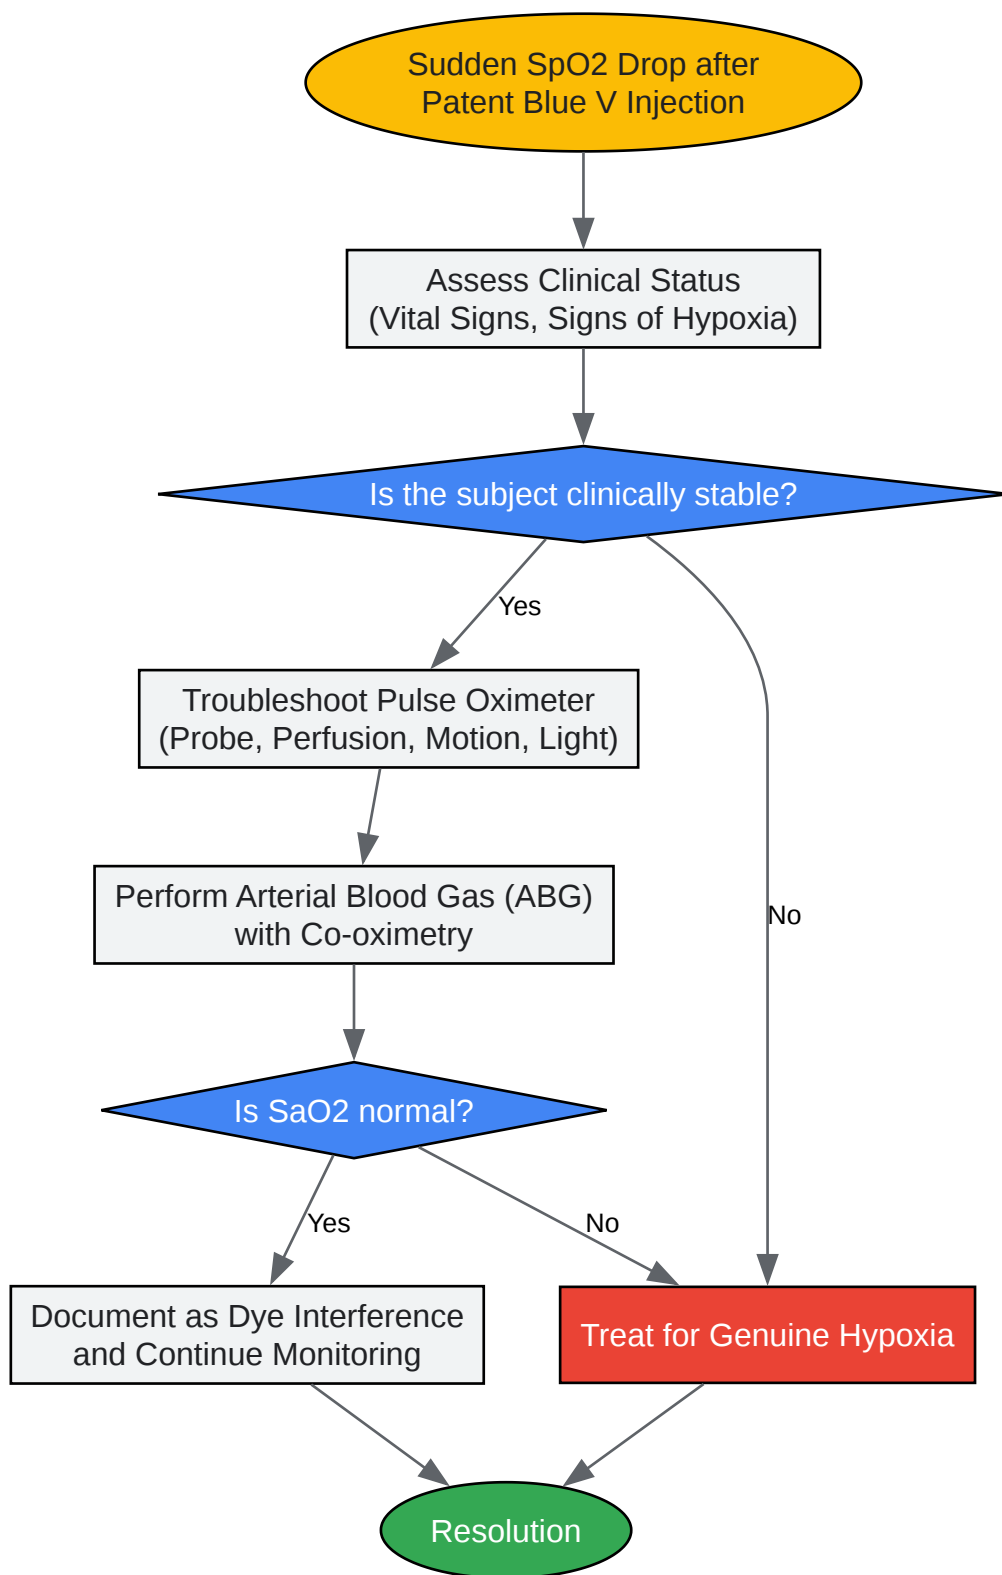 Sudden SpO2 Drop after
Patent Blue V Injection
Assess Clinical Status
(Vital Signs, Signs of Hypoxia)
Is the subject clinically stable?
Yes
Troubleshoot Pulse Oximeter
(Probe, Perfusion, Motion, Light)
Perform Arterial Blood Gas (ABG)
with Co-oximetry
No
Is SaO2 normal?
Yes
No
Document as Dye Interference
and Continue Monitoring
Treat for Genuine Hypoxia
Resolution